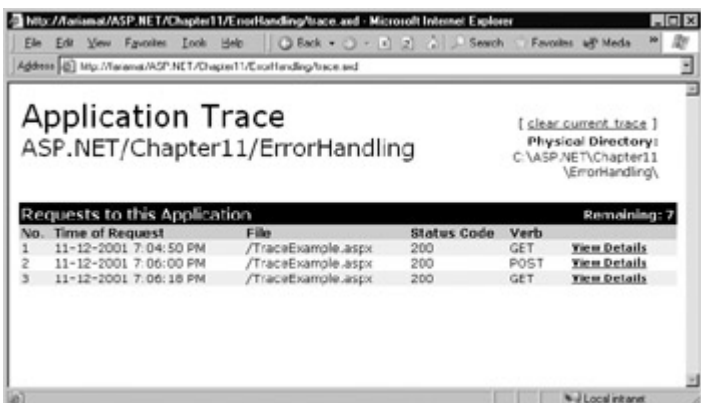 http://fariamat/ASP.NET/Chapter11/ErrorHandling/trace.axd - Microsoft Internet Explorer
File Edit View Favorites Tools Help Back Search Favorites Media »
Address http://fariamat/ASP.NET/Chapter11/ErrorHandling/trace.axd
Application Trace
ASP.NET/Chapter11/ErrorHandling
[ clear current trace ]
Physical Directory:
C:\ASP.NET\Chapter11
\ErrorHandling\
Requests to this Application Remaining: 7
No. Time of Request File Status Code Verb
1 11-12-2001 7:04:50 PM /TraceExample.aspx 200 GET View Details
2 11-12-2001 7:06:00 PM /TraceExample.aspx 200 POST View Details
3 11-12-2001 7:06:18 PM /TraceExample.aspx 200 GET View Details
Local intranet